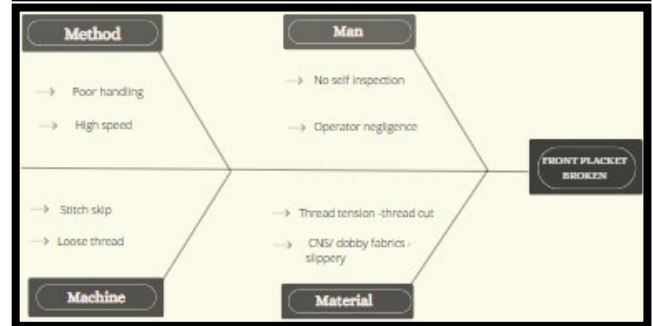 Method
Man
Poor handling
High speed
No self inspection
Operator negligence
FRONT PLACKET
BROKEN
Stitch skip
Loose thread
Thread tension -thread cut
CNS/ dobby fabrics -
slippery
Machine
Material